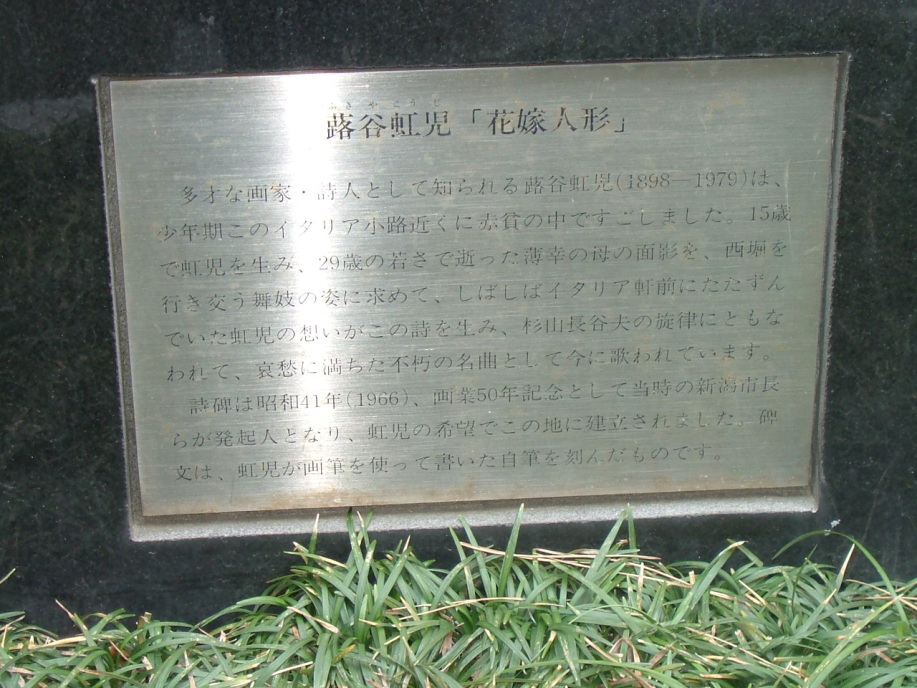 ふきやこうじ
蕗谷虹児「花嫁人形」
多才な画家・詩人として知られる蕗谷虹児(1898―1979)は、
少年期このイタリア小路近くに赤貧の中ですごしました。15歳
で虹児を生み、29歳の若さで逝った薄幸の母の面影を、西堀を
行き交う舞妓の姿に求めて、しばしばイタリア軒前にたたずん
でいた虹児の想いがこの詩を生み、杉山長谷夫の旋律にともな
われて、哀愁に満ちた不朽の名曲として今に歌われています。
詩碑は昭和41年(1966)、画業50年記念として当時の新潟市長
らが発起人となり、虹児の希望でこの地に建立されました。碑
文は、虹児が画筆を使って書いた自筆を刻んだものです。